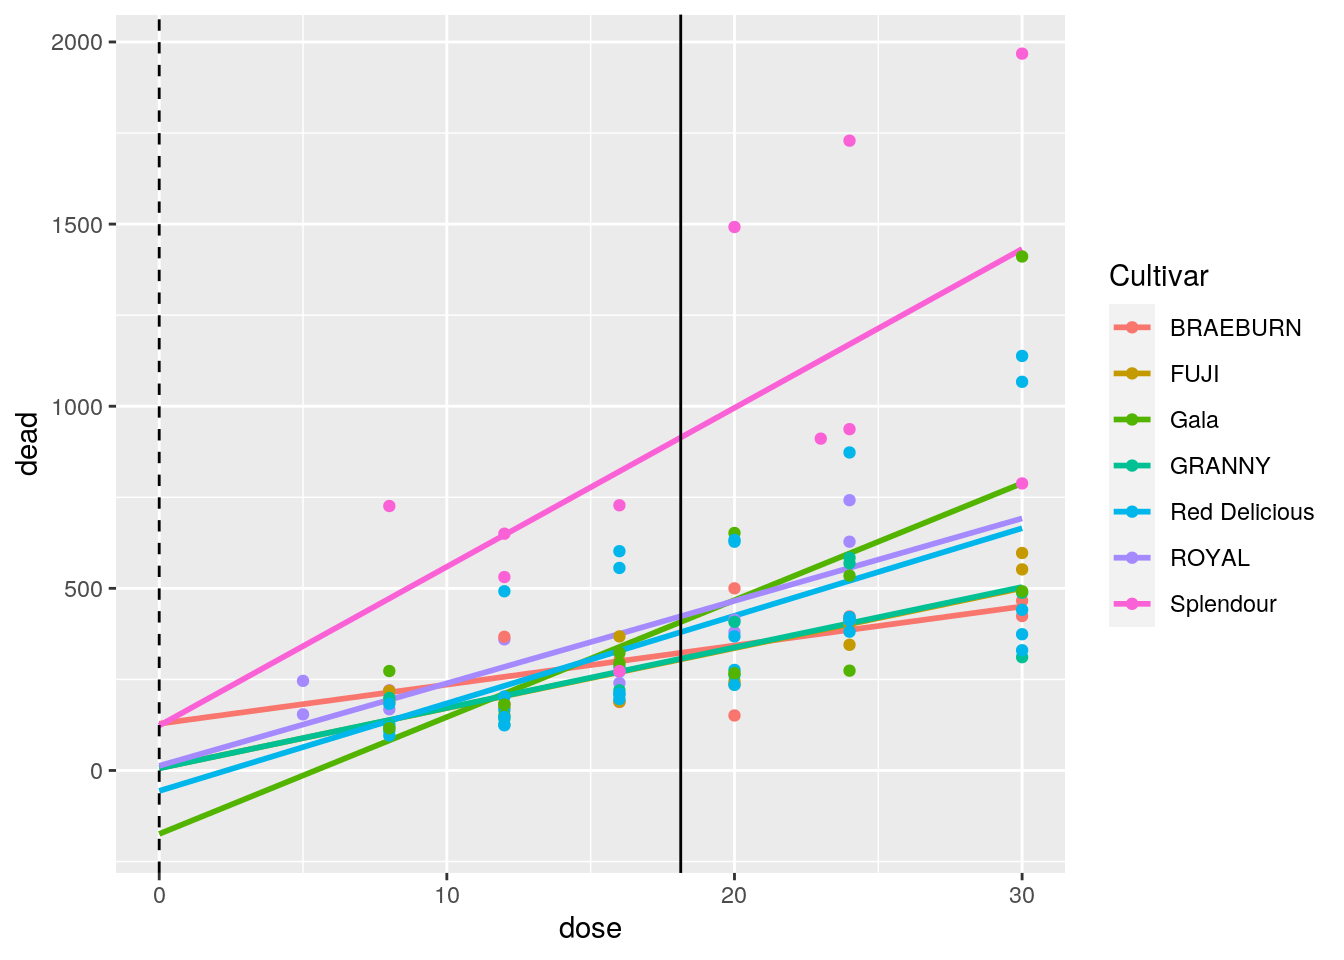 2000
1500
1000
500
0
dead
0
10
20
30
dose
Cultivar
BRAEBURN
FUJI
Gala
GRANNY
Red Delicious
ROYAL
Splendour